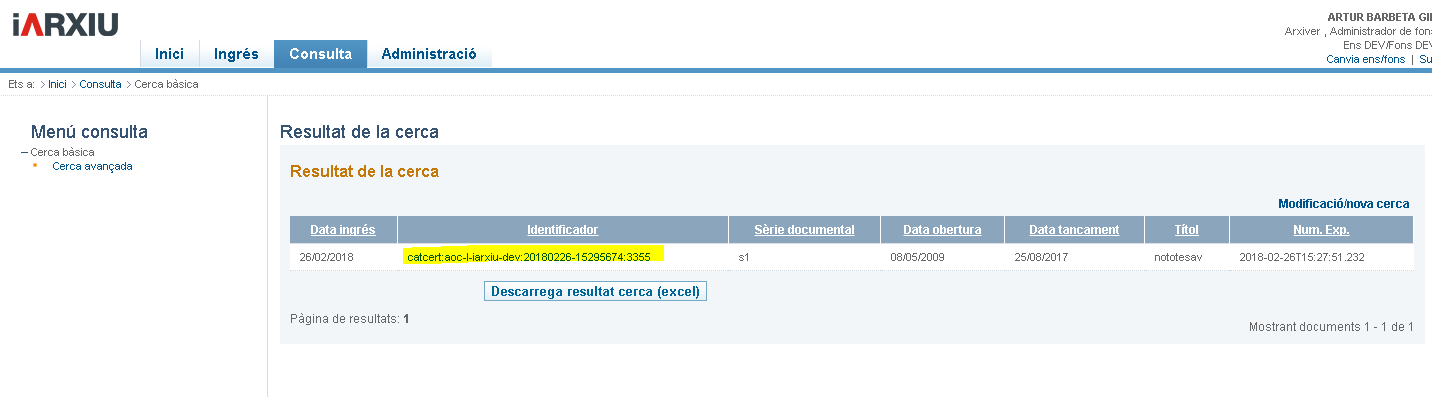 iARXIU
ARTUR BARBETA
Arxiver , Administrador de
Ens DEV/Fons
Canvia ens/fons |
Inici Ingrés Consulta Administració
Ets a: > Inici > Consulta > Cerca bàsica
Menú consulta
Cerca bàsica
Cerca avançada
Resultat de la cerca
Resultat de la cerca
Modificació/nova cerca
Data ingrés Identificador Sèrie documental Data obertura Data tancament Títol Num. Exp.
26/02/2018 catcert:aoc-l-iarxiu-dev:20180226-15295674:3355 s1 08/05/2009 25/08/2017 nototesav 2018-02-26T15:27:51.232
Descarrega resultat cerca (excel)
Pàgina de resultats: 1
Mostrant documents 1 - 1 de 1